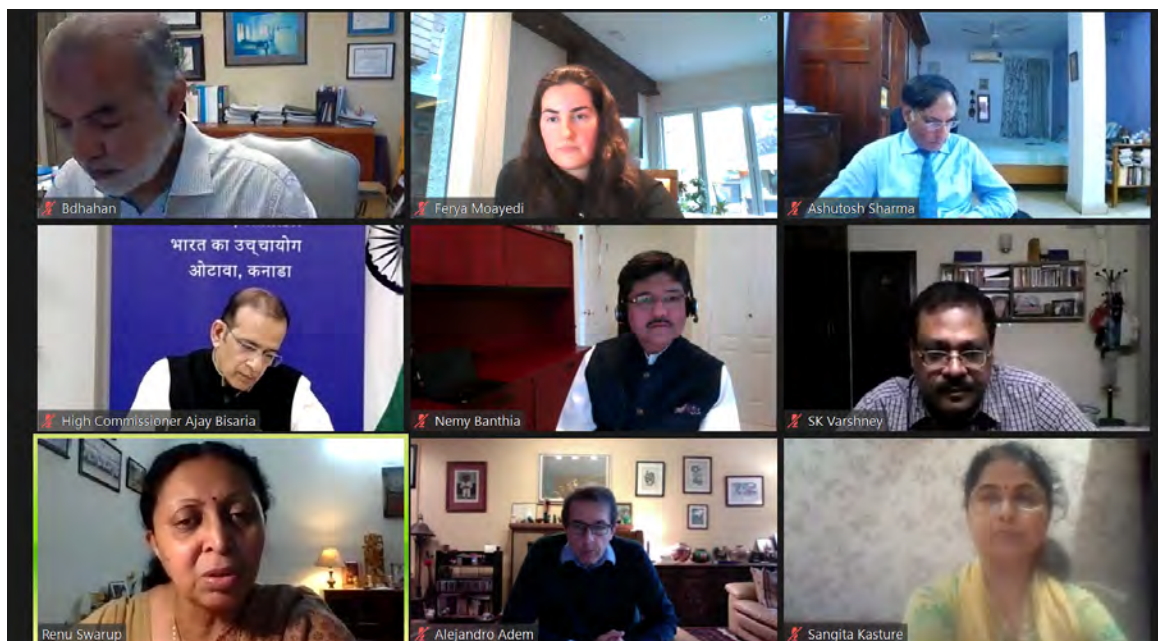 Bdhahan
Ferya Moayedi
Ashutosh Sharma
भारत का उच्चायोग
ओटावा, कनाडा
High Commissioner Ajay Bisaria
Nemy Banthia
SK Varshney
Renu Swarup
Alejandro Adem
Sangita Kasture